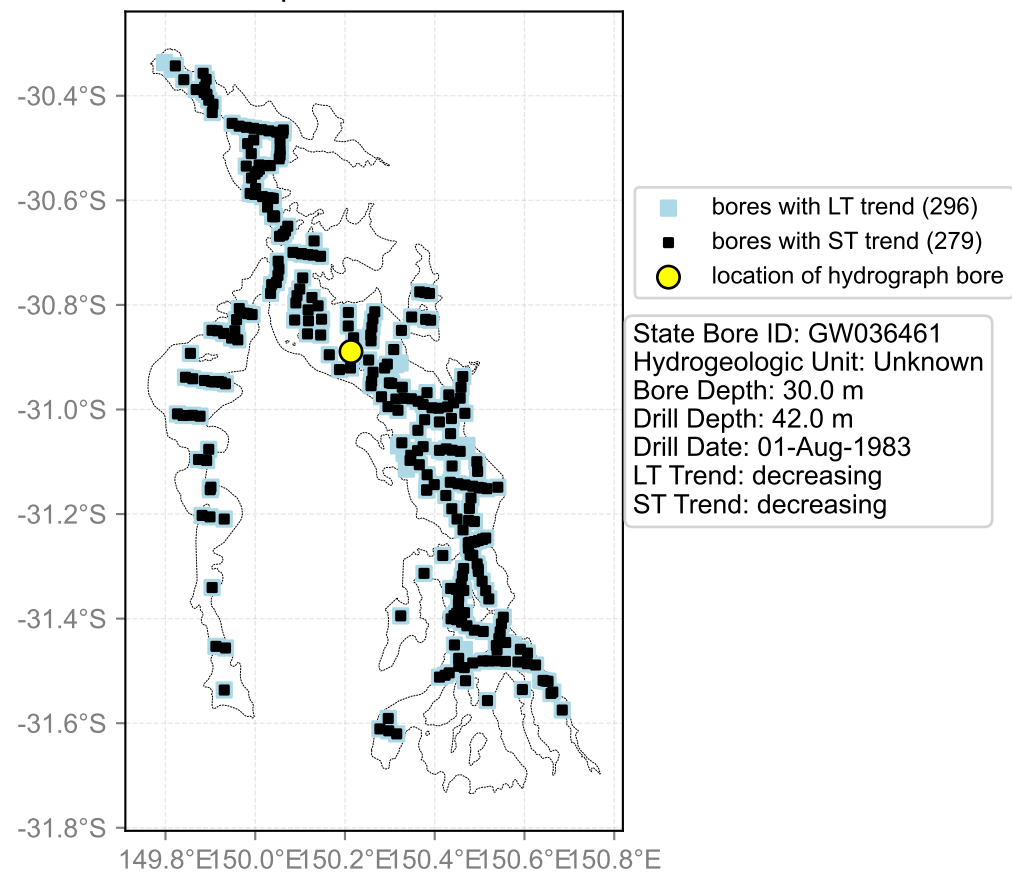 -30.4°S
-30.6°S
-30.8°S
-31.0°S
-31.2°S
-31.4°S
-31.6°S
-31.8°S
149.8°E150.0°E150.2°E150.4°E150.6°E150.8°E
bores with LT trend (296)
bores with ST trend (279)
location of hydrograph bore
State Bore ID: GW036461
Hydrogeologic Unit: Unknown
Bore Depth: 30.0 m
Drill Depth: 42.0 m
Drill Date: 01-Aug-1983
LT Trend: decreasing
ST Trend: decreasing